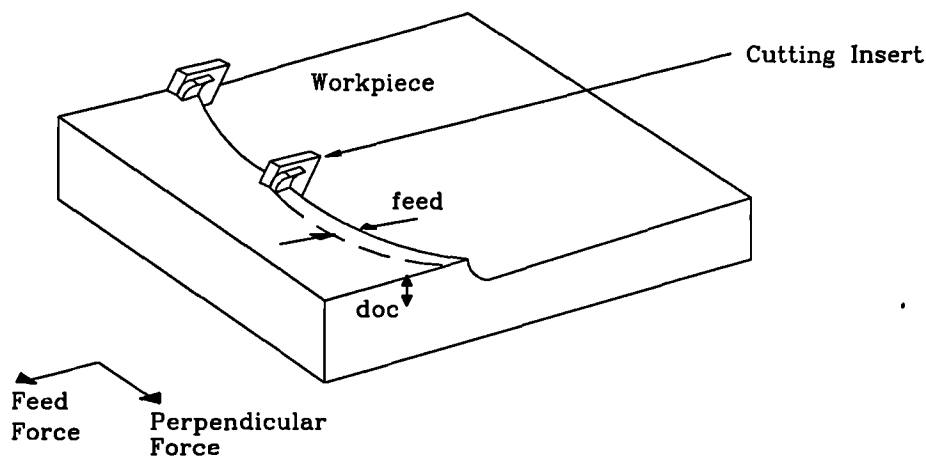 Cutting Insert
Workpiece
feed
doc
Feed
Force
Perpendicular
Force